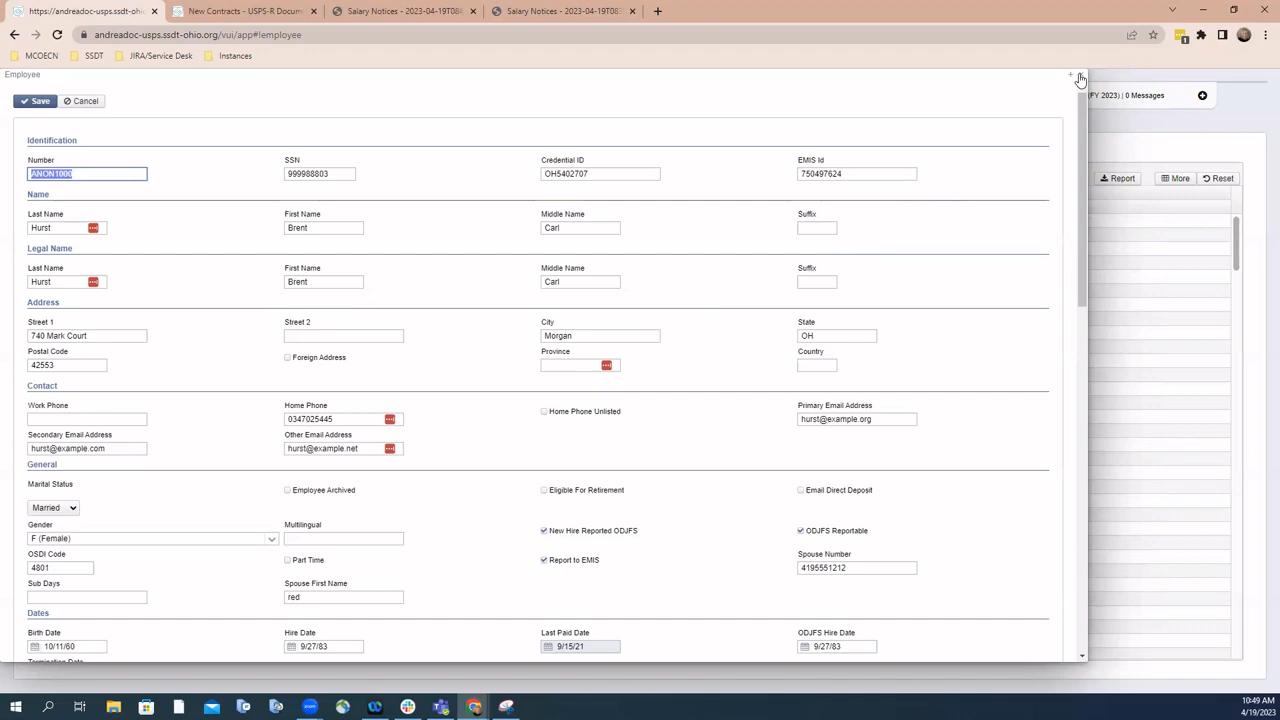 https://andreadoc-usps.ssdt-ohio New Contracts - USPS-R Docum Salary Notices - 2023-04-19T084 Salary Notices - 2023-04-19T083
andreadoc-usps.ssdt-ohio.org/vui/app#!employee
MCOECN SSDT JIRA/Service Desk Instances
Employee
Save Cancel (FY 2023) | 0 Messages
Identification
Number SSN Credential ID EMIS Id
ANON1000 999988803 OH5402707 750497624 Report More Reset
Name
Last Name First Name Middle Name Suffix
Hurst Brent Carl
Legal Name
Last Name First Name Middle Name Suffix
Hurst Brent Carl
Address
Street 1 Street 2 City State
740 Mark Court Morgan OH
Postal Code Foreign Address Province Country
42553
Contact
Work Phone Home Phone Home Phone Unlisted Primary Email Address
0347025445 hurst@example.org
Secondary Email Address Other Email Address
hurst@example.com hurst@example.net
General
Marital Status Employee Archived Eligible For Retirement Email Direct Deposit
Married
Gender Multilingual New Hire Reported ODJFS ODJFS Reportable
F (Female)
OSDI Code Part Time Report to EMIS Spouse Number
4801 4195551212
Sub Days Spouse First Name
red
Dates
Birth Date Hire Date Last Paid Date ODJFS Hire Date
10/11/60 9/27/83 9/15/21 9/27/83
Termination Date
10:49 AM
4/19/2023